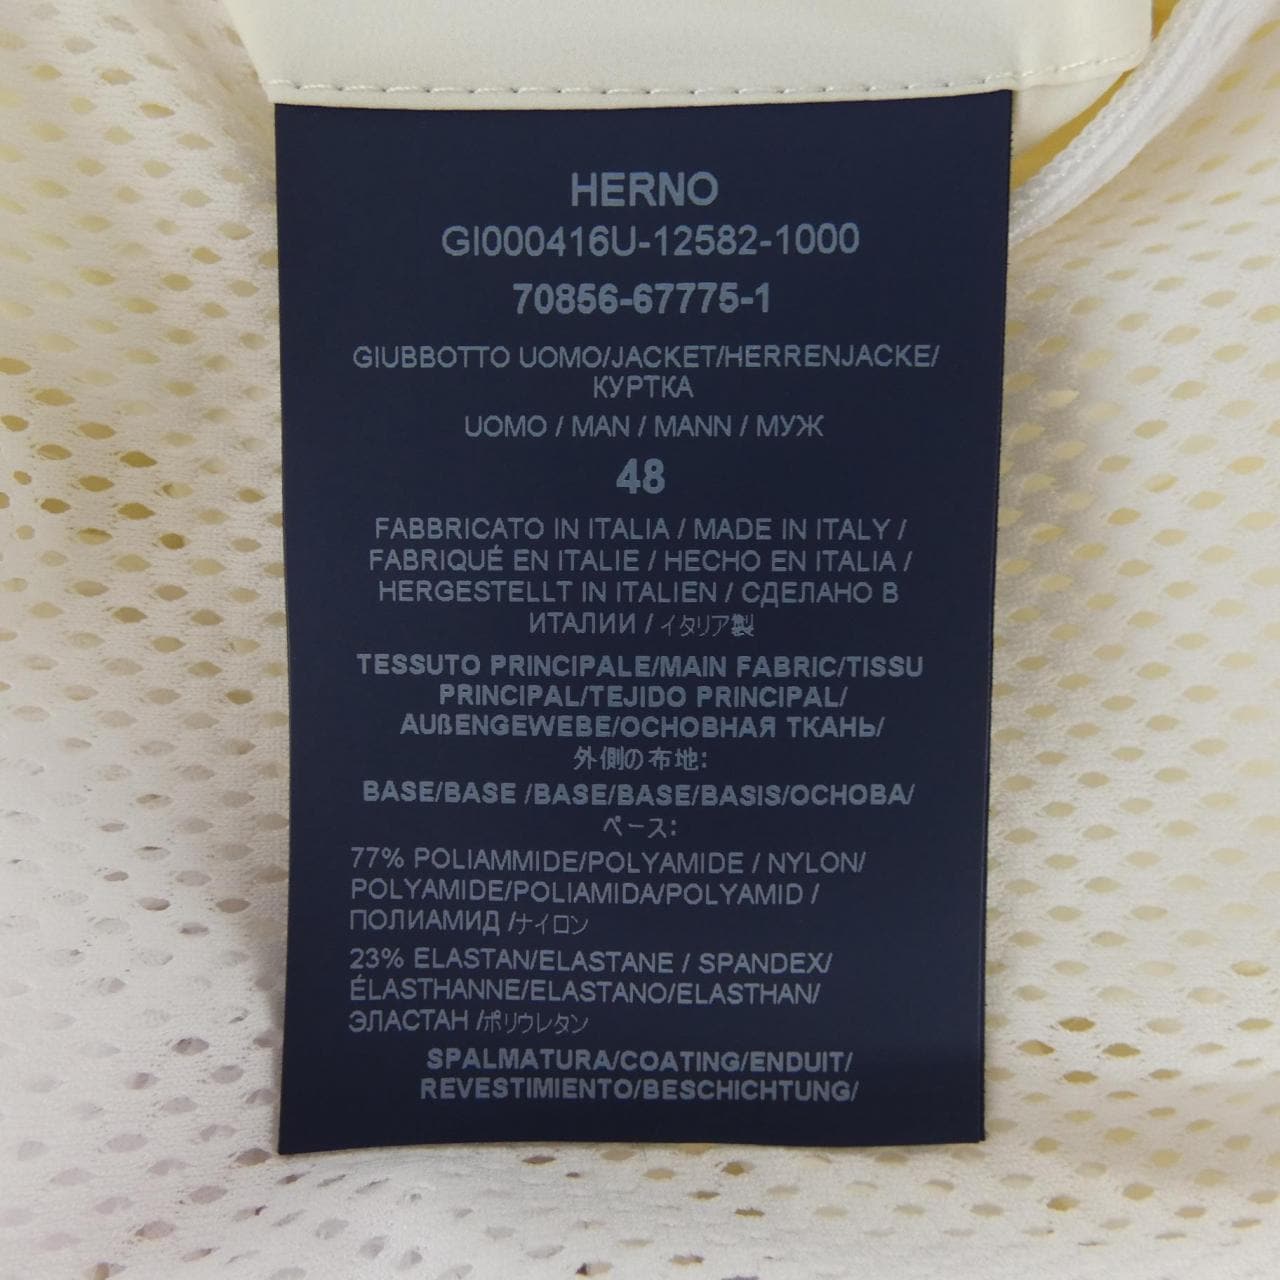 HERNO
GI000416U-12582-1000
70856-67775-1
GIUBBOTTO UOMO/JACKET/HERRENJACKE/
КУРТКА
UOMO / MAN / MANN / МУЖ
48
FABBRICATO IN ITALIA / MADE IN ITALY /
FABRIQUÉ EN ITALIE / HECHO EN ITALIA /
HERGESTELLT IN ITALIEN / СДЕЛАНО В
ИТАЛИИ / イタリア製
TESSUTO PRINCIPALE/MAIN FABRIC/TISSU
PRINCIPAL/TEJIDO PRINCIPAL/
AUßENGEWEBE/ОСНОВНАЯ ТКАНЬ/
外側の布地:
BASE/BASE /BASE/BASE/BASIS/ОСНОВА/
ベース:
77% POLIAMMIDE/POLYAMIDE / NYLON/
POLYAMIDE/POLIAMIDA/POLYAMID /
ПОЛИАМИД /ナイロン
23% ELASTAN/ELASTANE / SPANDEX/
ÉLASTHANNE/ELASTANO/ELASTHAN/
ЭЛАСТАН /ポリウレタン
SPALMATURA/COATING/ENDUIT/
REVESTIMIENTO/BESCHICHTUNG/